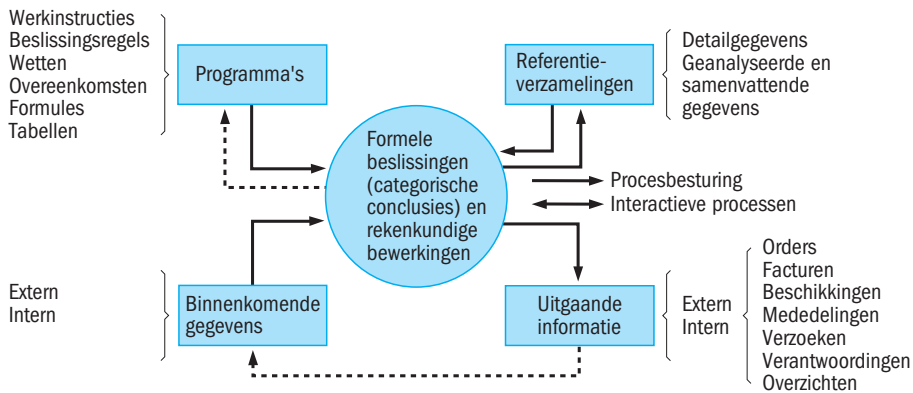 Werkinstructies
Beslissingsregels
Wetten
Overeenkomsten
Formules
Tabellen
Programma's
Referentie-
verzamelingen
Detailgegevens
Geanalyseerde en
samenvattende
gegevens
Formele
beslissingen
(categorische
conclusies) en
rekenkundige
bewerkingen
Procesbesturing
Interactieve processen
Extern
Intern
Binnenkomende
gegevens
Uitgaande
informatie
Extern
Intern
Orders
Facturen
Beschikkingen
Mededelingen
Verzoeken
Verantwoordingen
Overzichten